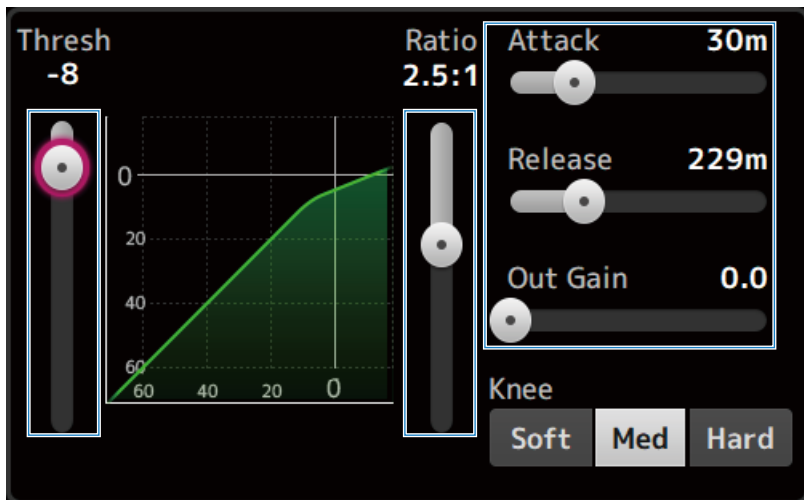 Thresh
-8
Ratio
2.5:1
Attack 30m
Release 229m
Out Gain 0.0
0
20
40
60
60 40 20 0
Knee
Soft Med Hard